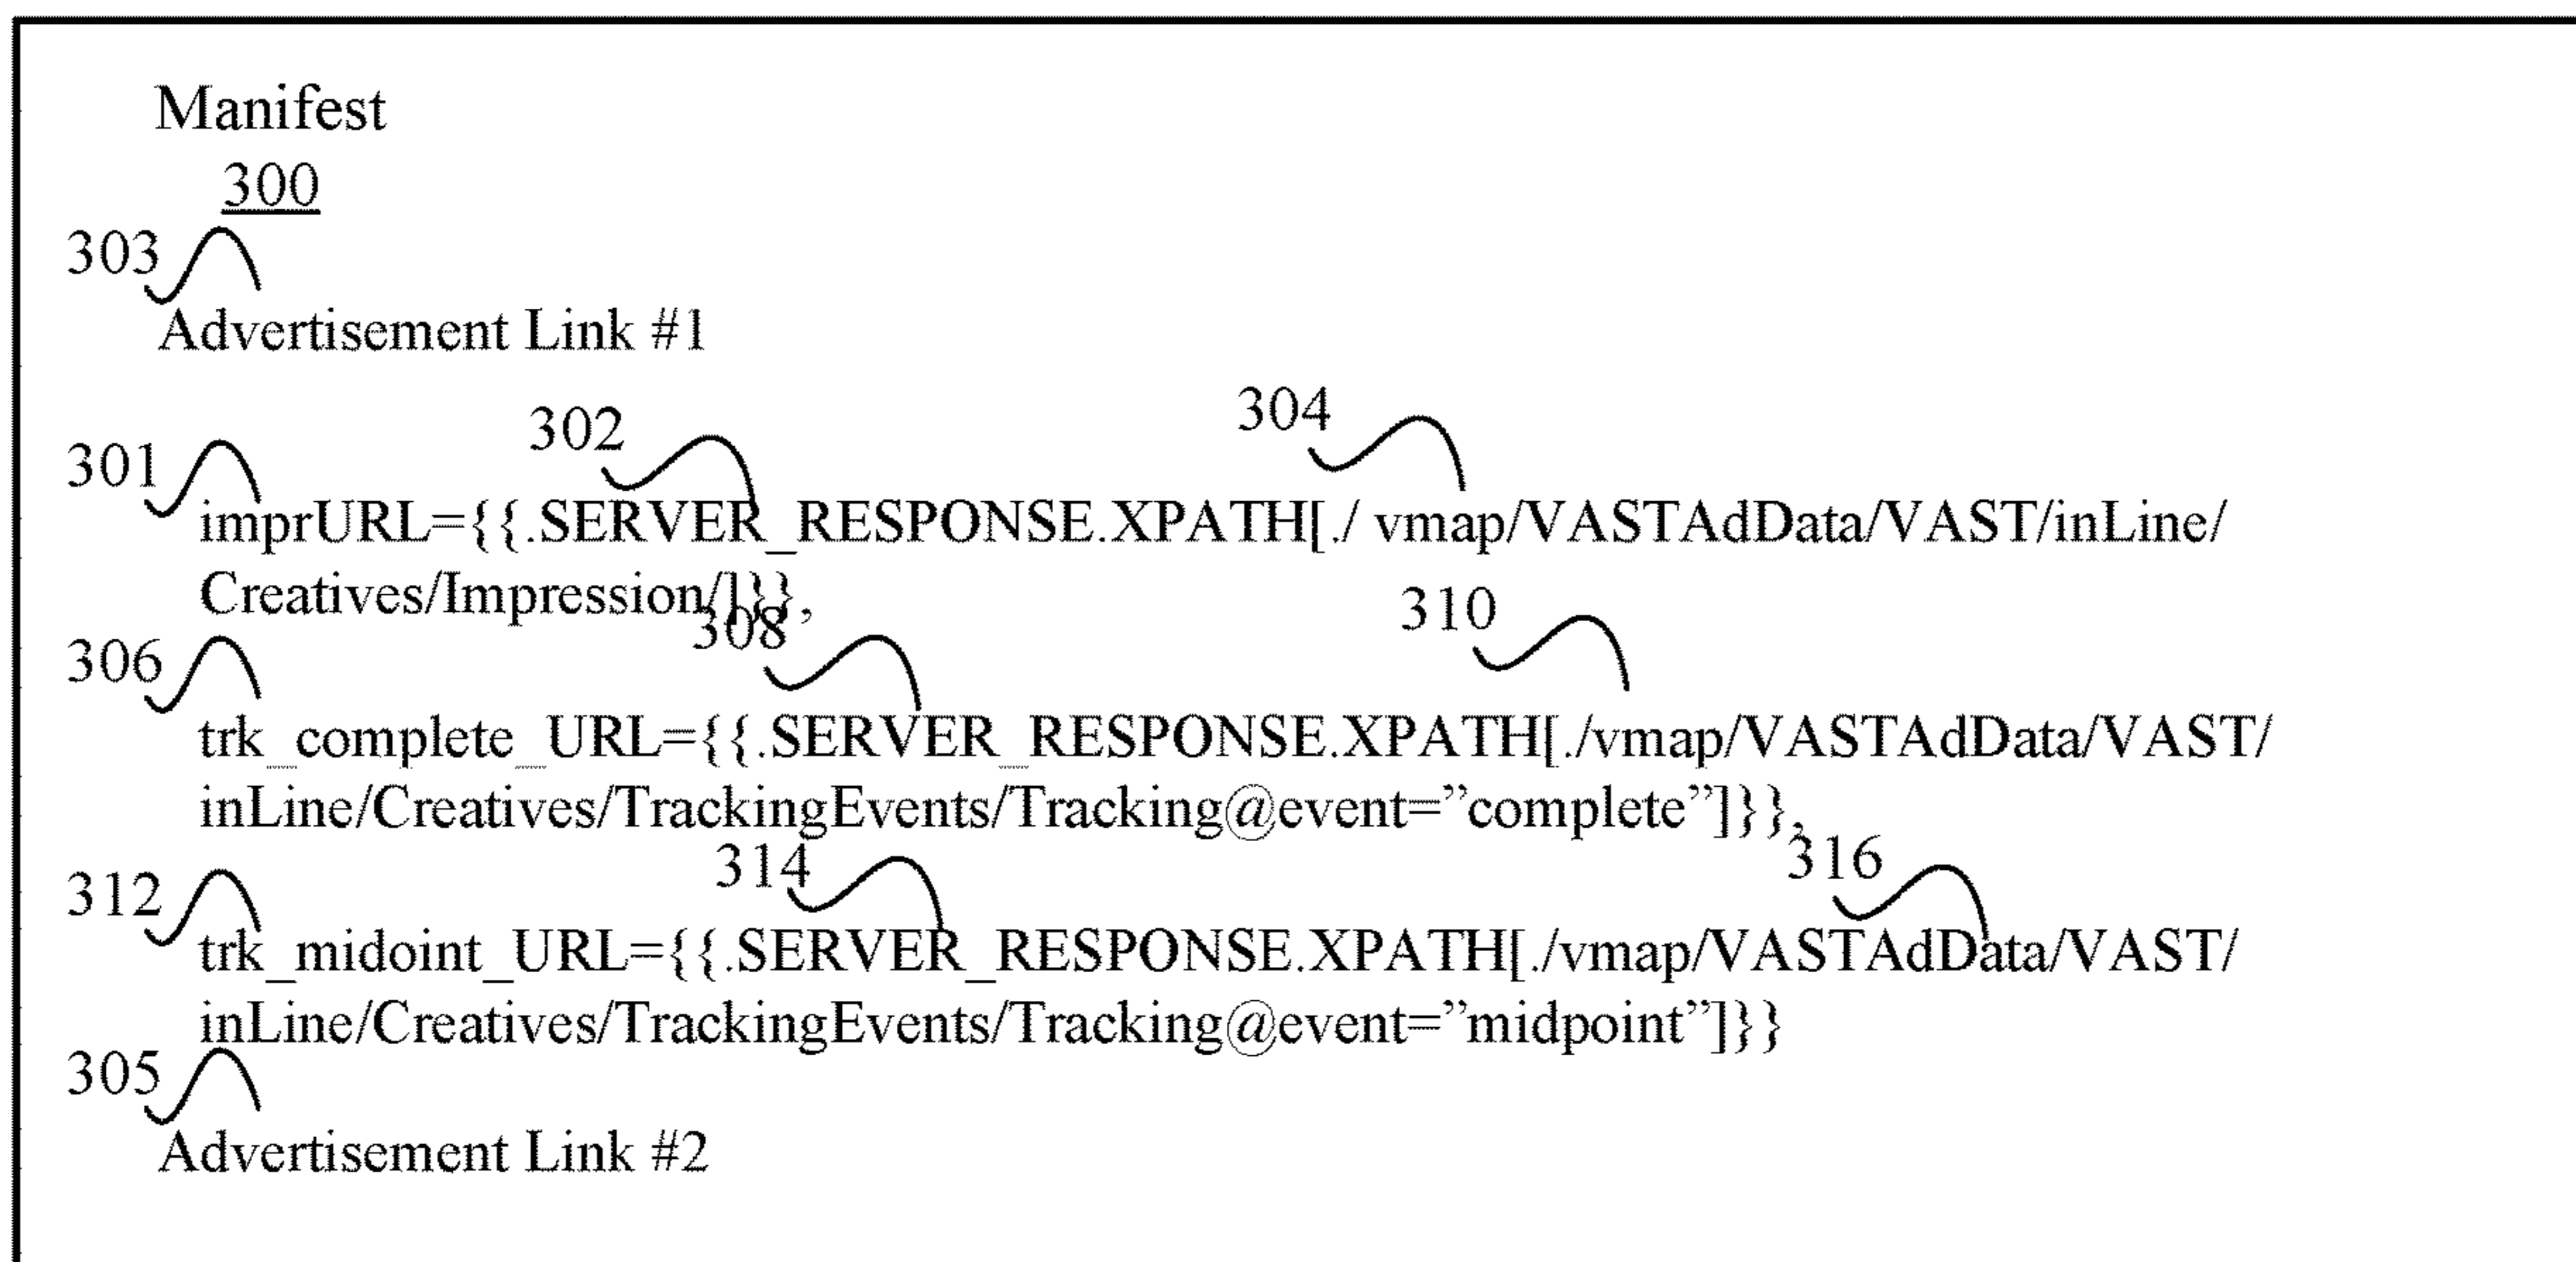 Manifest
300
303
Advertisement Link #1
302
304
301
imprURL={{.SERVER_RESPONSE.XPATH[./ vmap/VASTAdData/VAST/inLine/
Creatives/Impression/]}},
308
310
306
trk_complete_URL={{.SERVER_RESPONSE.XPATH[./vmap/VASTAdData/VAST/
inLine/Creatives/TrackingEvents/Tracking@event=”complete”]}},
314
316
312
trk_midoint_URL={{.SERVER_RESPONSE.XPATH[./vmap/VASTAdData/VAST/
inLine/Creatives/TrackingEvents/Tracking@event=”midpoint”]}}
305
Advertisement Link #2